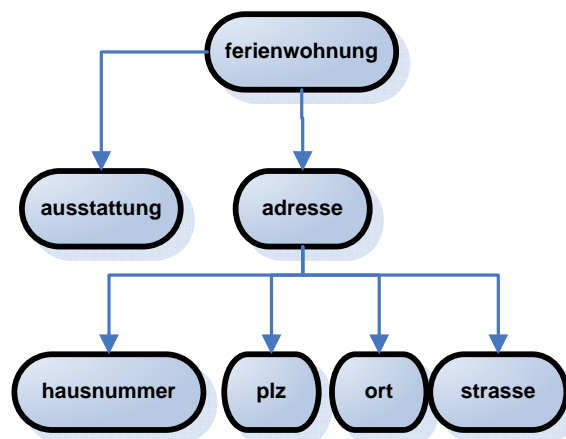 ferienwohnung
ausstattung
adresse
hausnummer
plz
ort
strasse